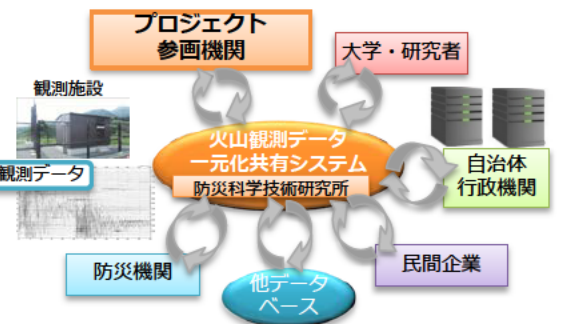 プロジェクト
参画機関
大学・研究者
観測施設
火山観測データ
一元化共有システム
防災科学技術研究所
観測データ
自治体
行政機関
防災機関
他データ
ベース
民間企業